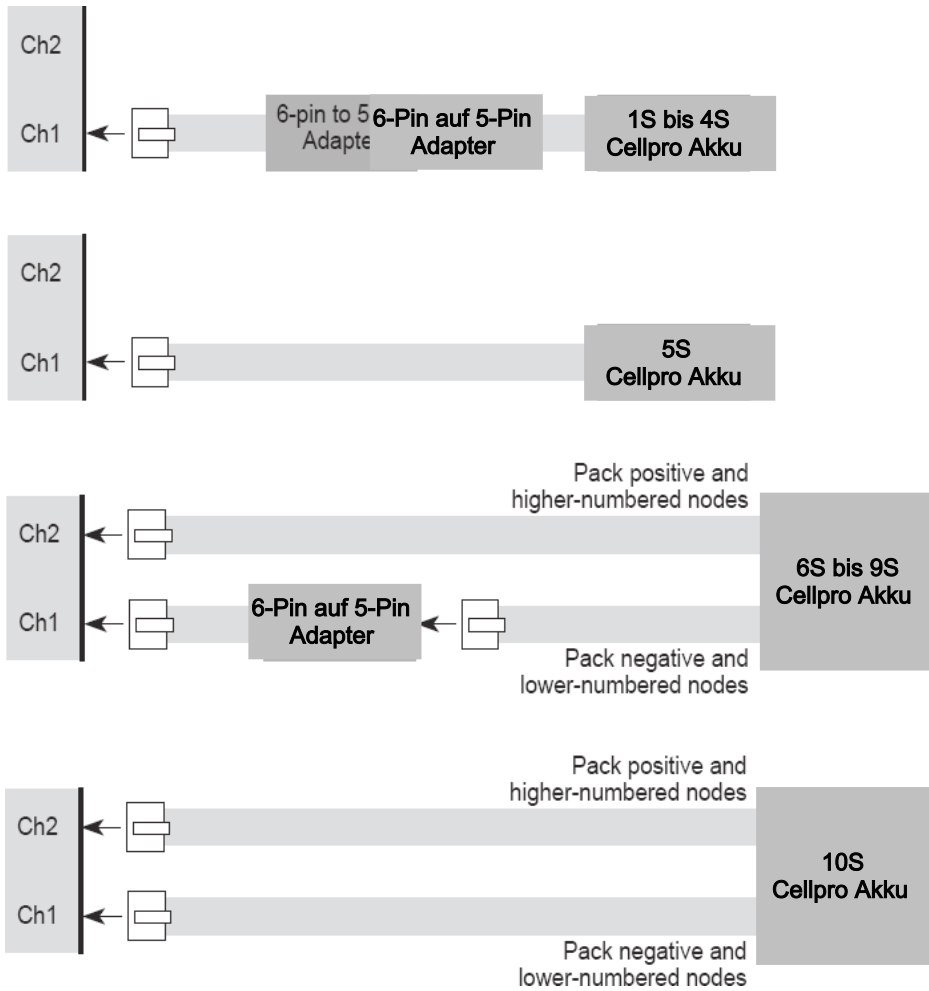 Ch2
Ch1
6-pin to 5
Adapte
6-Pin auf 5-Pin
Adapter
1S bis 4S
Cellpro Akku
Ch2
Ch1
5S
Cellpro Akku
Pack positive and
higher-numbered nodes
Ch2
Ch1
6-Pin auf 5-Pin
Adapter
6S bis 9S
Cellpro Akku
Pack negative and
lower-numbered nodes
Pack positive and
higher-numbered nodes
Ch2
Ch1
10S
Cellpro Akku
Pack negative and
lower-numbered nodes